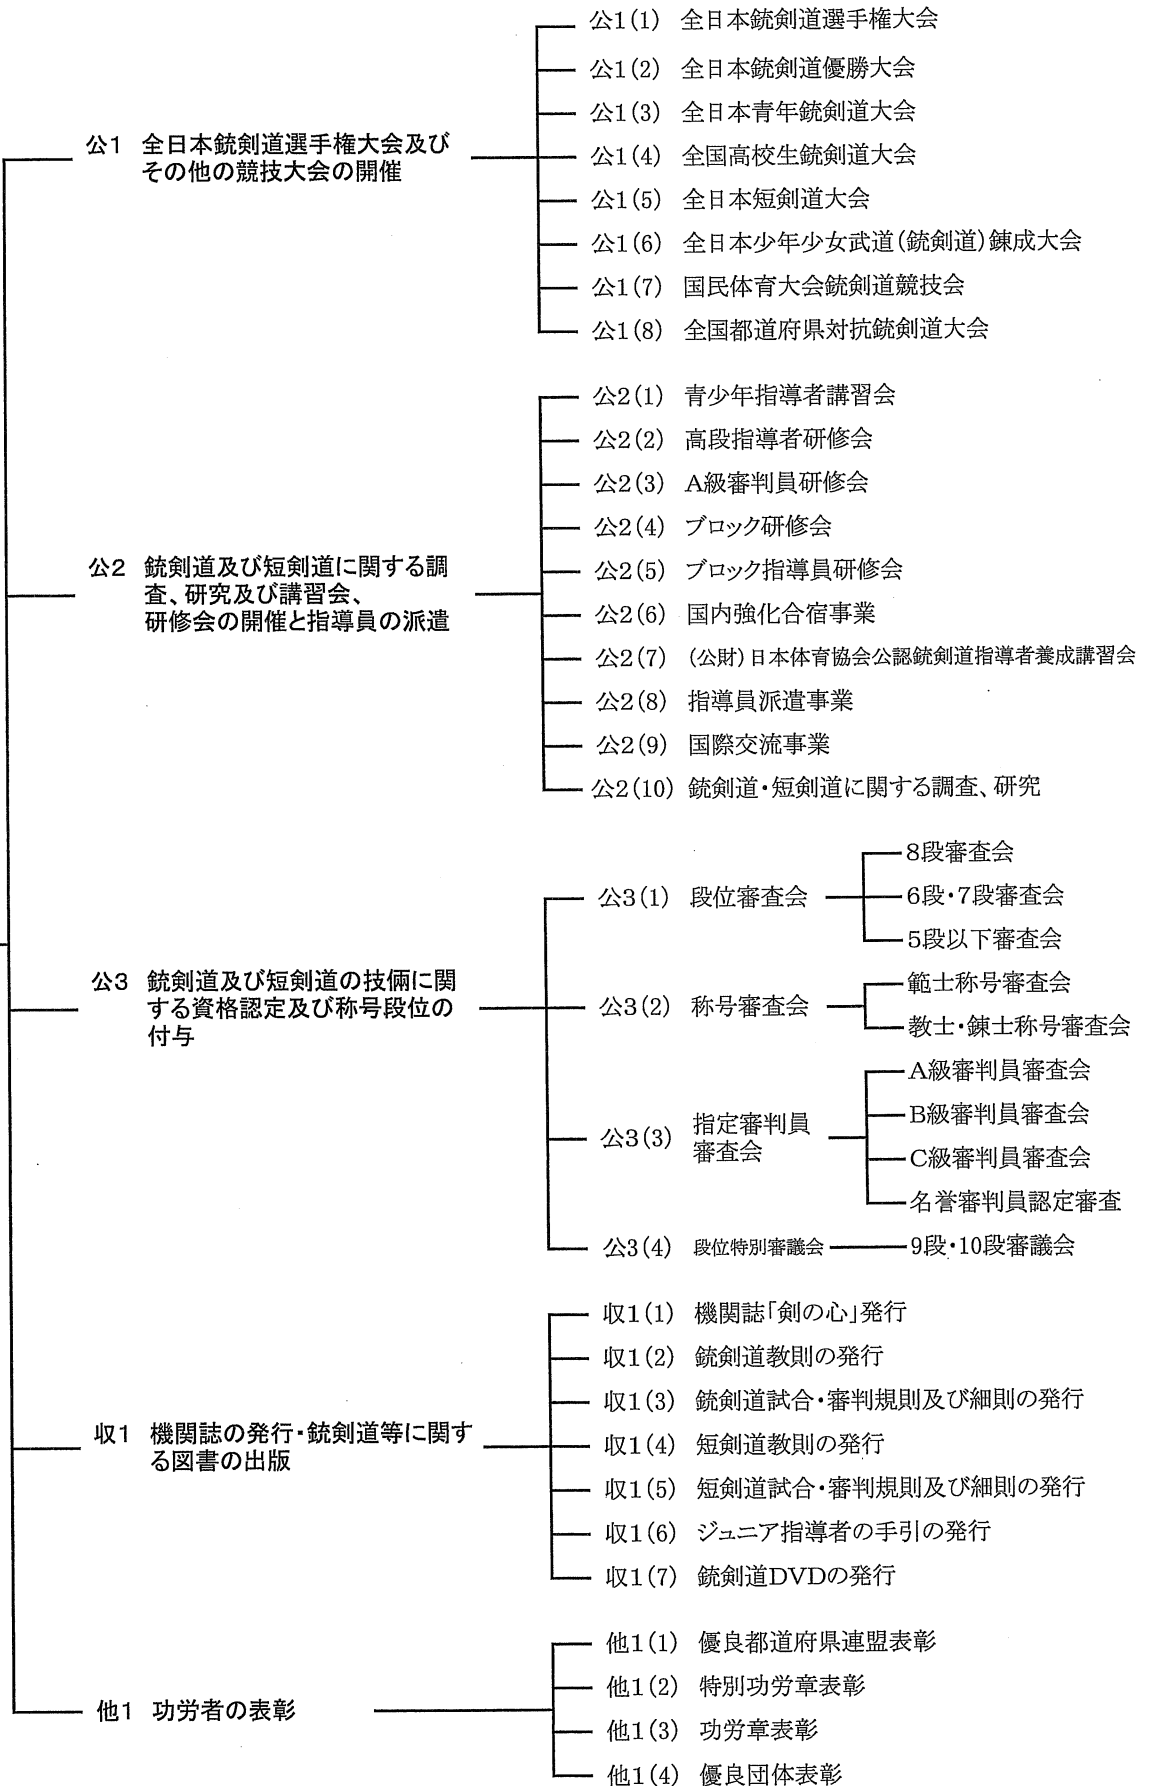 公1 全日本銃剣道選手権大会及び
その他の競技大会の開催
公1(1) 全日本銃剣道選手権大会
公1(2) 全日本銃剣道優勝大会
公1(3) 全日本青年銃剣道大会
公1(4) 全国高校生銃剣道大会
公1(5) 全日本短剣道大会
公1(6) 全日本少年少女武道(銃剣道)錬成大会
公1(7) 国民体育大会銃剣道競技会
公1(8) 全国都道府県対抗銃剣道大会
公2 銃剣道及び短剣道に関する調
査、研究及び講習会、
研修会の開催と指導員の派遣
公2(1) 青少年指導者講習会
公2(2) 高段指導者研修会
公2(3) A級審判員研修会
公2(4) ブロック研修会
公2(5) ブロック指導員研修会
公2(6) 国内強化合宿事業
公2(7) (公財)日本体育協会公認銃剣道指導者養成講習会
公2(8) 指導員派遣事業
公2(9) 国際交流事業
公2(10) 銃剣道・短剣道に関する調査、研究
公3 銃剣道及び短剣道の技倆に関
する資格認定及び称号段位の
付与
公3(1) 段位審査会
8段審査会
6段・7段審査会
5段以下審査会
公3(2) 称号審査会
範士称号審査会
教士・錬士称号審査会
公3(3) 指定審判員
審査会
A級審判員審査会
B級審判員審査会
C級審判員審査会
名誉審判員認定審査
公3(4) 段位特別審議会
9段・10段審議会
収1 機関誌の発行・銃剣道等に関す
る図書の出版
収1(1) 機関誌「剣の心」発行
収1(2) 銃剣道教則の発行
収1(3) 銃剣道試合・審判規則及び細則の発行
収1(4) 短剣道教則の発行
収1(5) 短剣道試合・審判規則及び細則の発行
収1(6) ジュニア指導者の手引の発行
収1(7) 銃剣道DVDの発行
他1 功労者の表彰
他1(1) 優良都道府県連盟表彰
他1(2) 特別功労章表彰
他1(3) 功労章表彰
他1(4) 優良団体表彰